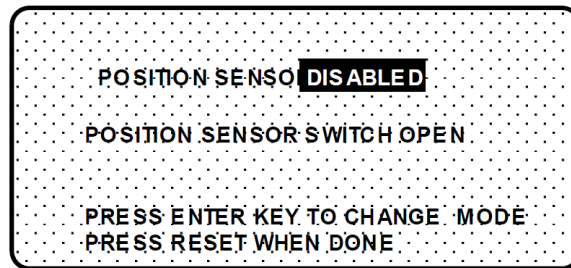 POSITION SENSO DISABLED
POSITION SENSOR SWITCH OPEN
PRESS ENTER KEY TO CHANGE MODE
PRESS RESET WHEN DONE